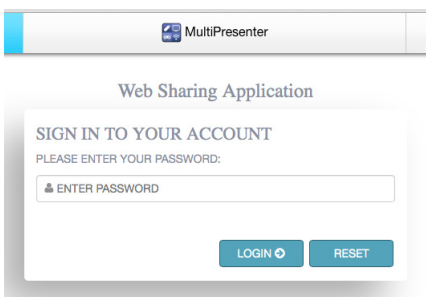 MultiPresenter
Web Sharing Application
SIGN IN TO YOUR ACCOUNT
PLEASE ENTER YOUR PASSWORD:
ENTER PASSWORD
LOGIN
RESET